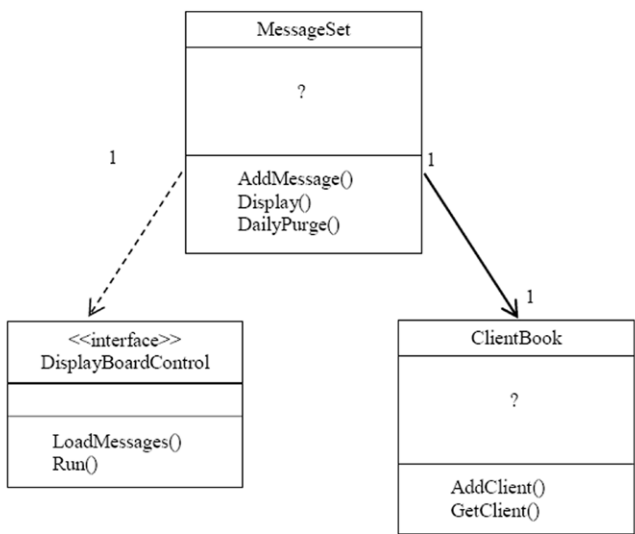 MessageSet
?
1
1
AddMessage()
Display()
DailyPurge()
1
<<interface>>
DisplayBoardControl
LoadMessages()
Run()
ClientBook
?
AddClient()
GetClient()